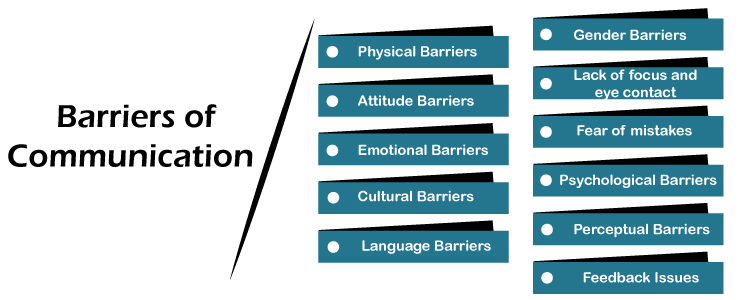 Barriers of
Communication
Physical Barriers
Attitude Barriers
Emotional Barriers
Cultural Barriers
Language Barriers
Gender Barriers
Lack of focus and
eye contact
Fear of mistakes
Psychological Barriers
Perceptual Barriers
Feedback Issues